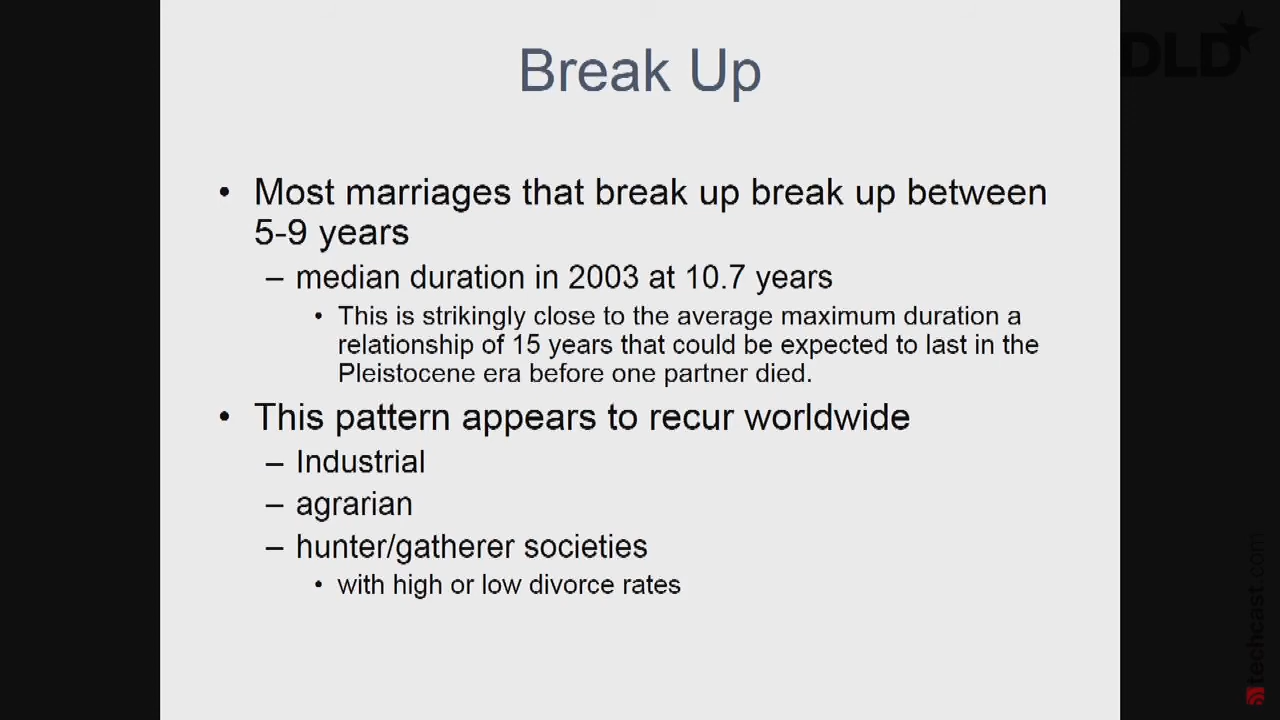 Break Up
DLD
• Most marriages that break up break up between
5-9 years
– median duration in 2003 at 10.7 years
• This is strikingly close to the average maximum duration a
relationship of 15 years that could be expected to last in the
Pleistocene era before one partner died.
• This pattern appears to recur worldwide
– Industrial
– agrarian
– hunter/gatherer societies
• with high or low divorce rates
techcast.com